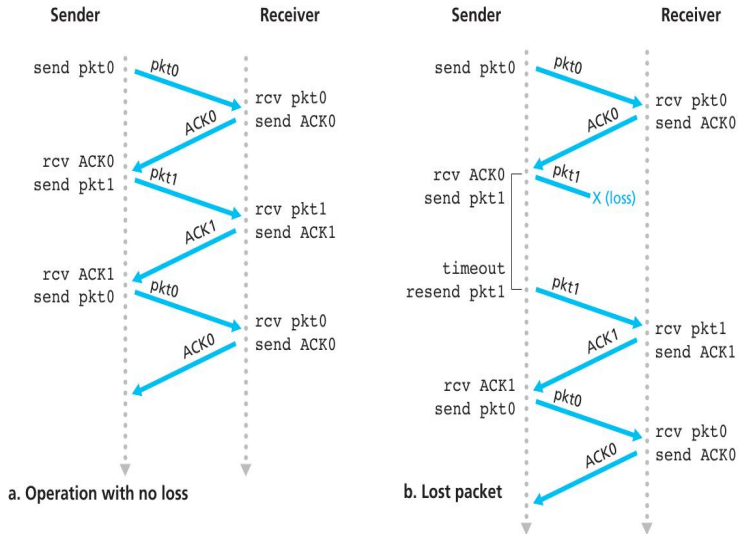 Sender
Receiver
send pkt0
pkt0
rcv pkt0
send ACK0
ACK0
rcv ACK0
send pkt1
pkt1
rcv pkt1
send ACK1
ACK1
rcv ACK1
send pkt0
pkt0
rcv pkt0
send ACK0
ACK0
a. Operation with no loss
Sender
Receiver
send pkt0
pkt0
rcv pkt0
send ACK0
ACK0
rcv ACK0
send pkt1
pkt1
X (loss)
timeout
resend pkt1
pkt1
rcv pkt1
send ACK1
ACK1
rcv ACK1
send pkt0
pkt0
rcv pkt0
send ACK0
ACK0
b. Lost packet